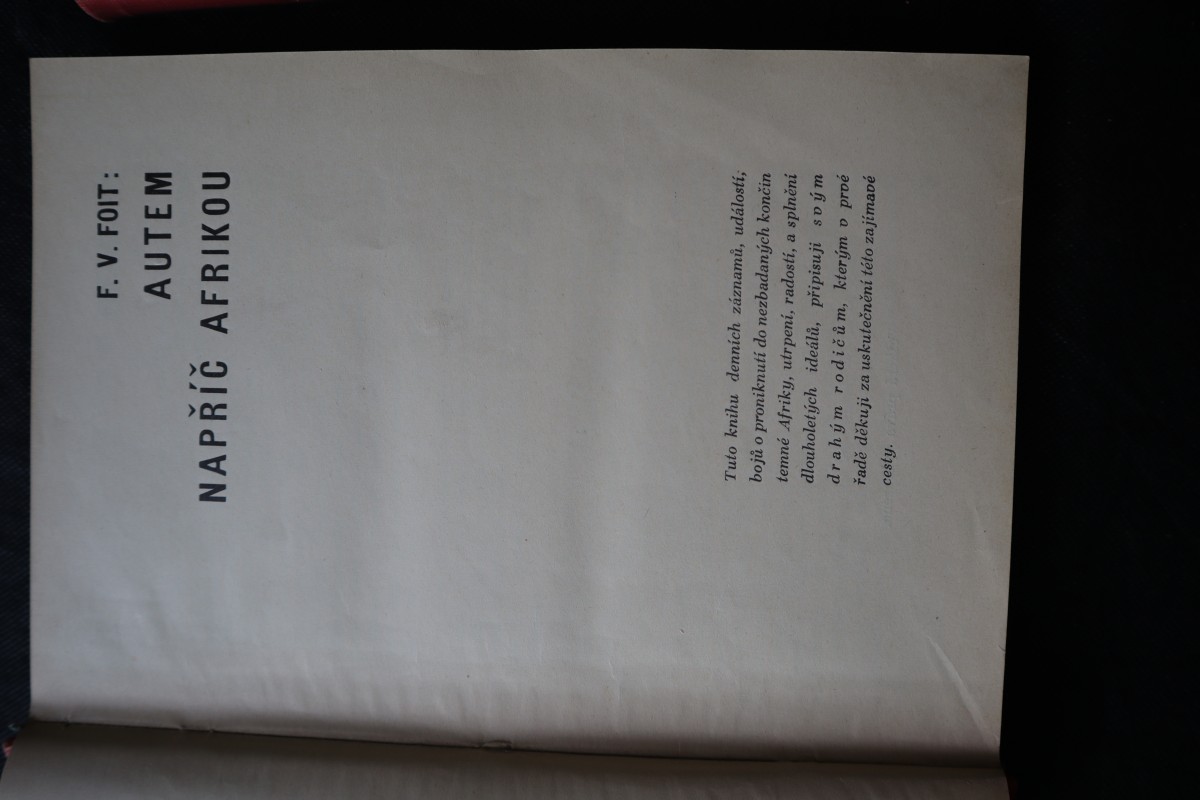 F. V. FOIT:
AUTEM
NAPŘÍČ AFRIKOU
Tuto knihu denních záznamů, událostí,
bojů o proniknutí do nezbadaných končin
temné Afriky, utrpení, radostí, a splnění
dlouholetých ideálů, připisuji svým
drahým rodičům, kterým v prvé
řadě děkuji za uskutečnění této zajímavé
cesty.